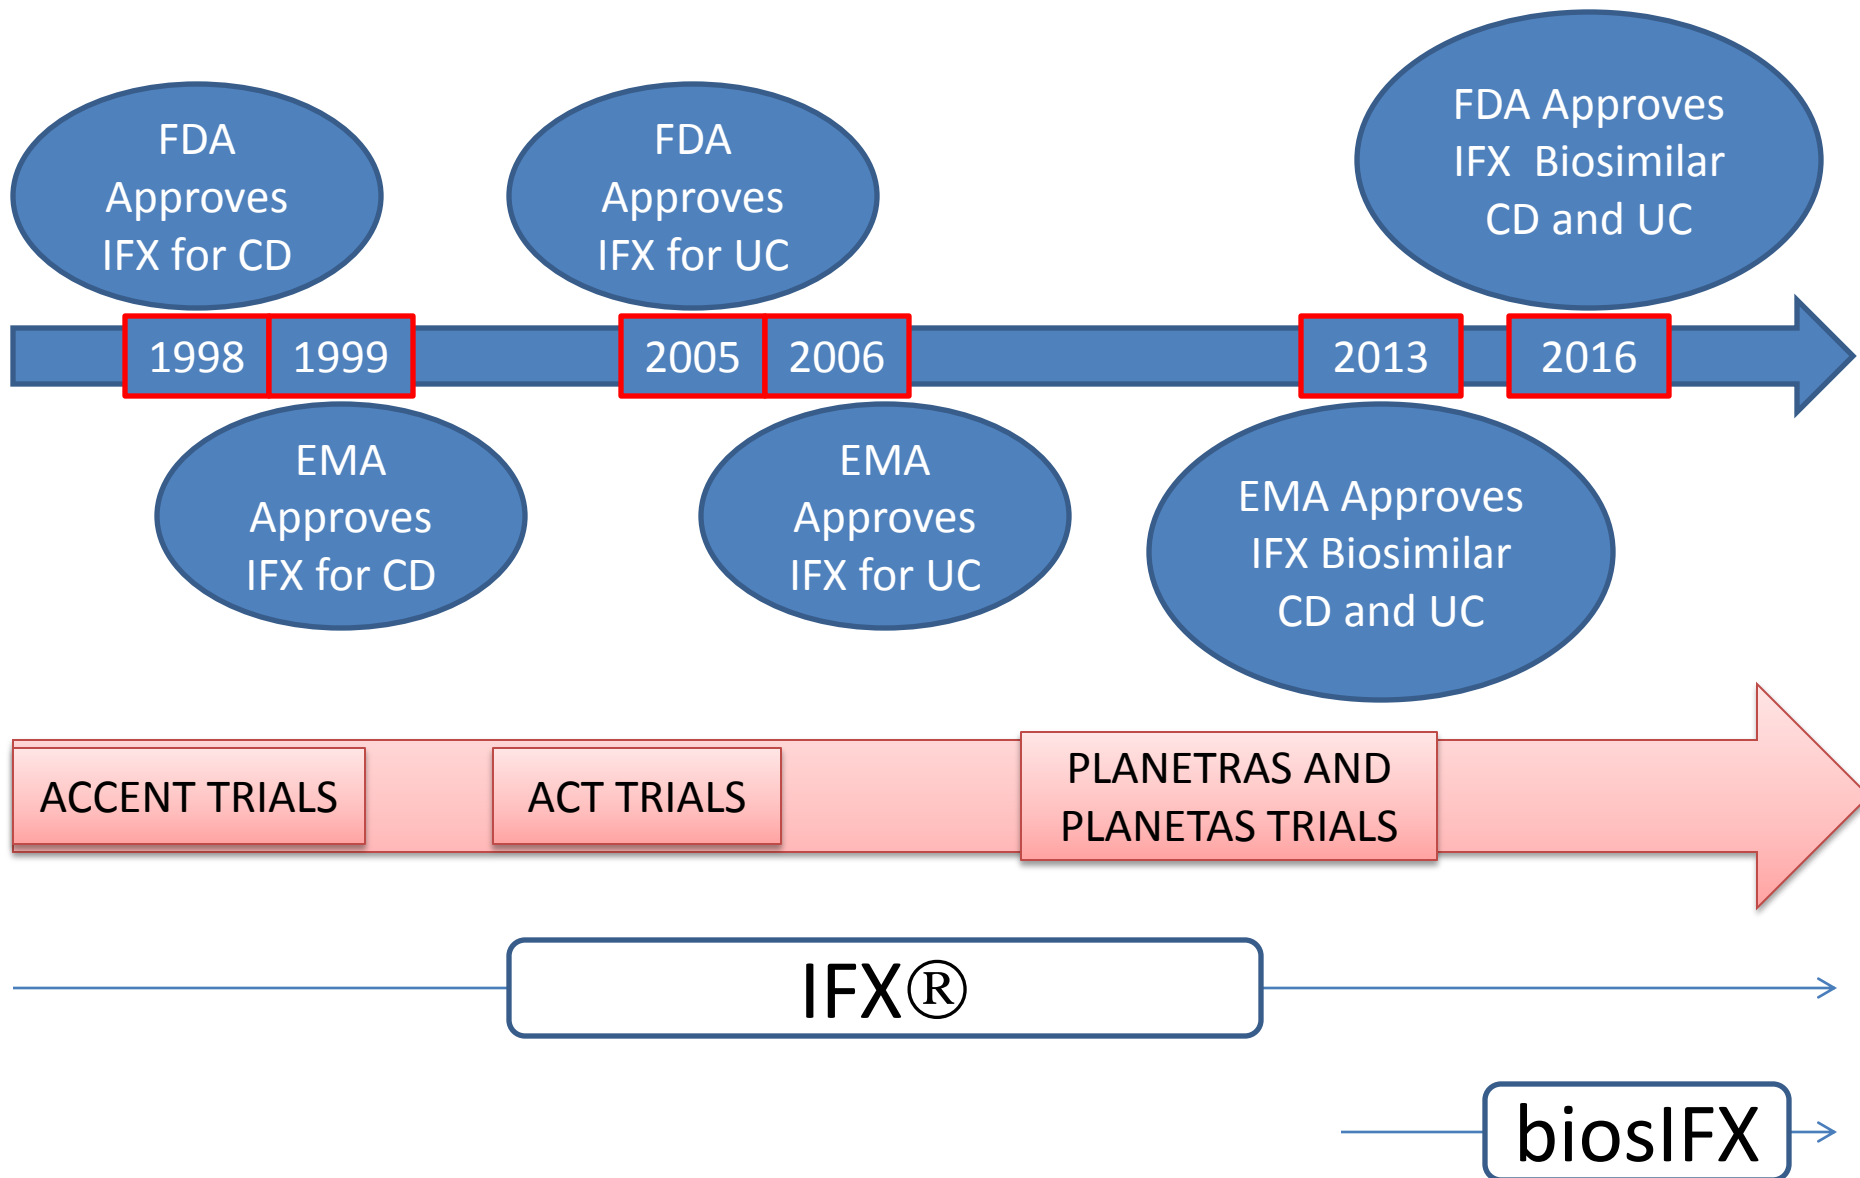 FDA
Approves
IFX for CD
FDA
Approves
IFX for UC
FDA Approves
IFX Biosimilar
CD and UC
1998
1999
2005
2006
2013
2016
EMA
Approves
IFX for CD
EMA
Approves
IFX for UC
EMA Approves
IFX Biosimilar
CD and UC
ACCENT TRIALS
ACT TRIALS
PLANETRAS AND
PLANETAS TRIALS
IFX®
biosIFX